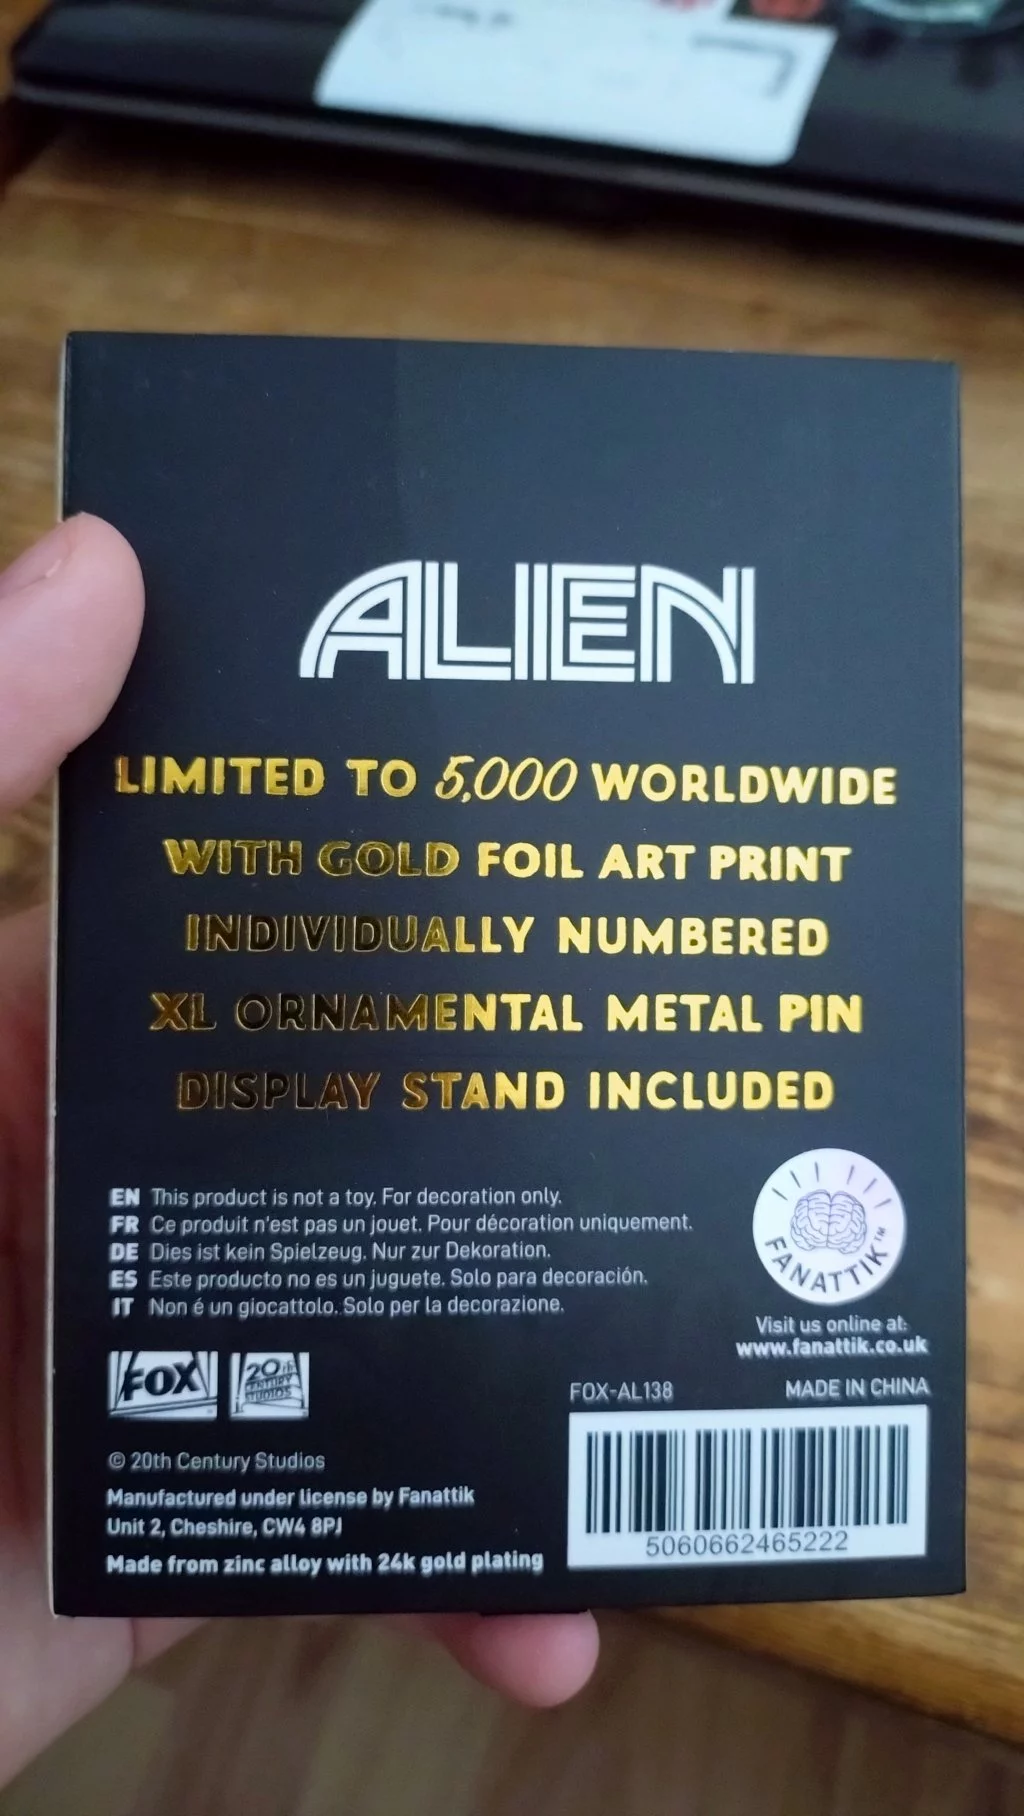 ALIEN
LIMITED TO 5,000 WORLDWIDE
WITH GOLD FOIL ART PRINT
INDIVIDUALLY NUMBERED
XL ORNAMENTAL METAL PIN
DISPLAY STAND INCLUDED
EN This product is not a toy. For decoration only.
FR Ce produit n'est pas un jouet. Pour décoration uniquement.
DE Dies ist kein Spielzeug. Nur zur Dekoration.
ES Este producto no es un juguete. Solo para decoración.
IT Non é un giocattolo. Solo per la decorazione.
FANATTIK™
Visit us online at:
www.fanattik.co.uk
FOX
20th
CENTURY
STUDIOS
FOX-AL138
MADE IN CHINA
© 20th Century Studios
Manufactured under license by Fanattik
Unit 2, Cheshire, CW4 8PJ
Made from zinc alloy with 24k gold plating
5060662465222